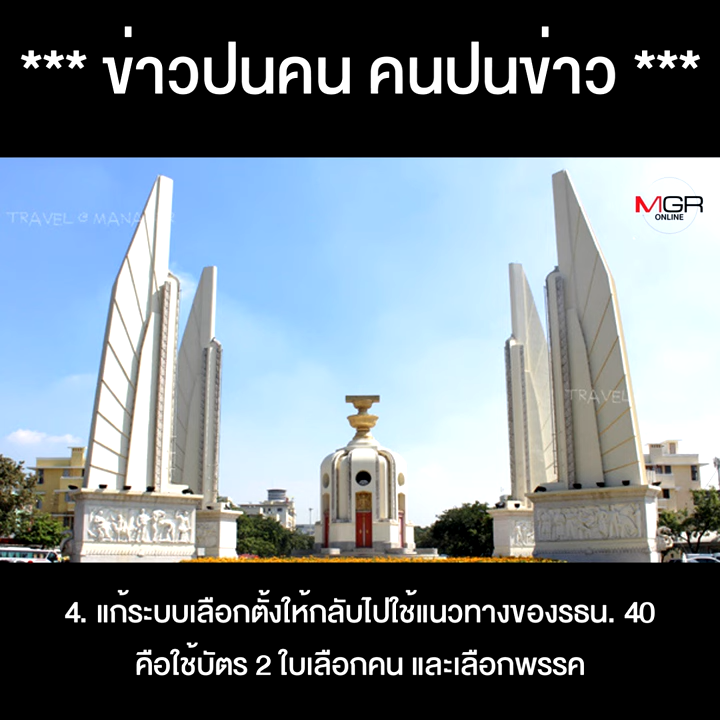 *** ข่าวปนคน คนปนข่าว ***
MGR
ONLINE
TRAVEL @ MANAGER
TRAVEL
4. แก้ระบบเลือกตั้งให้กลับไปใช้แนวทางของรธน. 40
คือใช้บัตร 2 ใบเลือกคน และเลือกพรรค